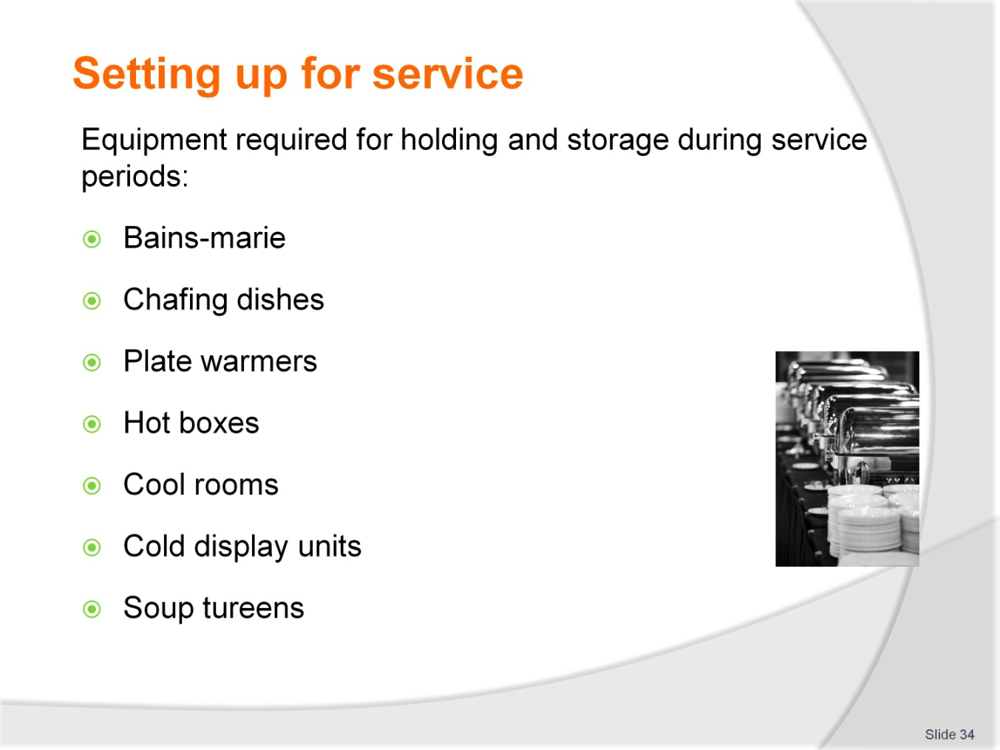 Setting up for service
Equipment required for holding and storage during service
periods:
Bains-marie
Chafing dishes
Plate warmers
Hot boxes
Cool rooms
Cold display units
Soup tureens
Slide 34